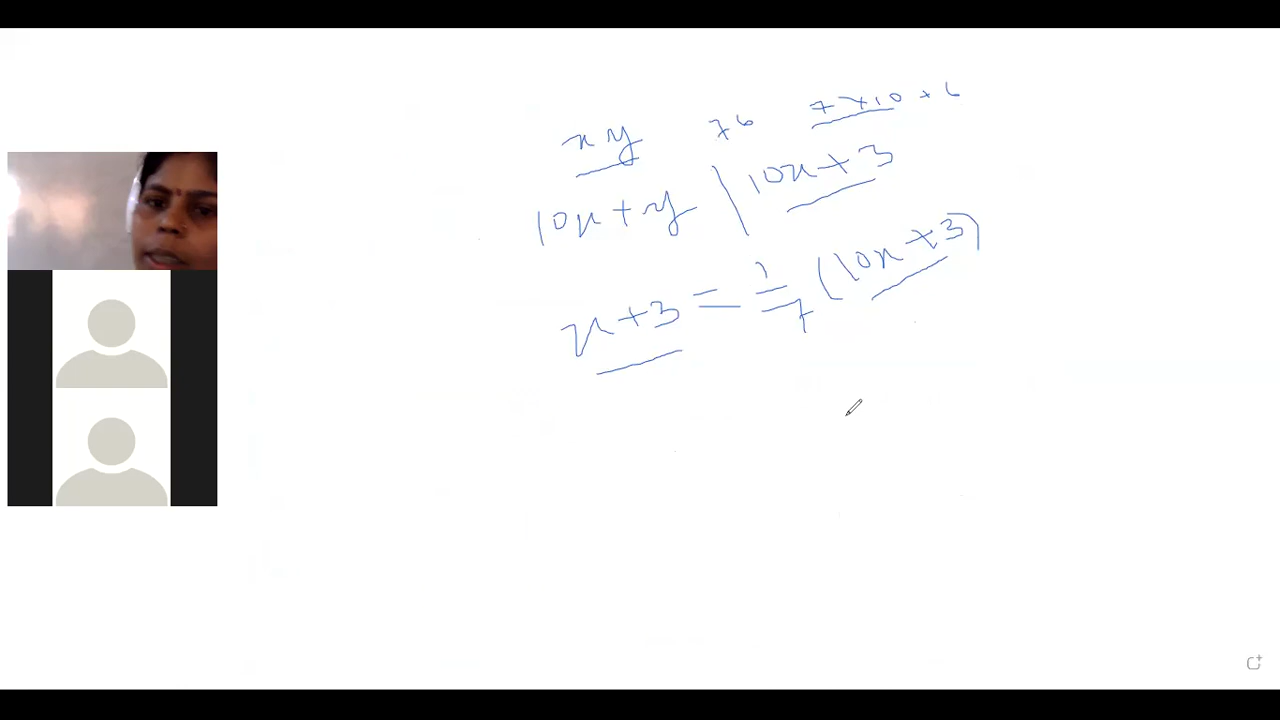 xy 76 7×10+6
10x+y | 10x+3
x+3 = 1/7 (10x+3)